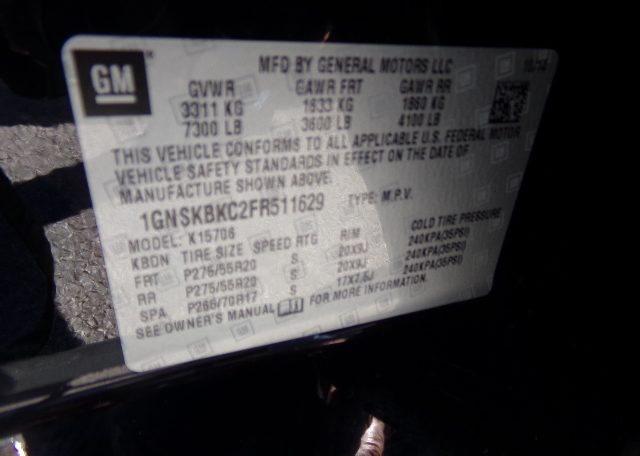 GM
MFD BY GENERAL MOTORS LLC
GVWR GAWR FRT GAWR RR
3311 KG 1633 KG 1860 KG
7300 LB 3600 LB 4100 LB
THIS VEHICLE CONFORMS TO ALL APPLICABLE U.S. FEDERAL MOTOR
VEHICLE SAFETY STANDARDS IN EFFECT ON THE DATE OF
MANUFACTURE SHOWN ABOVE.
1GNSKBKC2FR511629 TYPE: M.P.V.
MODEL: K15706
KBDN TIRE SIZE SPEED RTG RIM COLD TIRE PRESSURE
FRT P275/55R20 S 20X9J 240KPA(35PSI)
RR P275/55R20 S 20X9J 240KPA(35PSI)
SPA P265/70R17 S 17X7.5J 240KPA(35PSI)
SEE OWNER'S MANUAL FOR MORE INFORMATION.